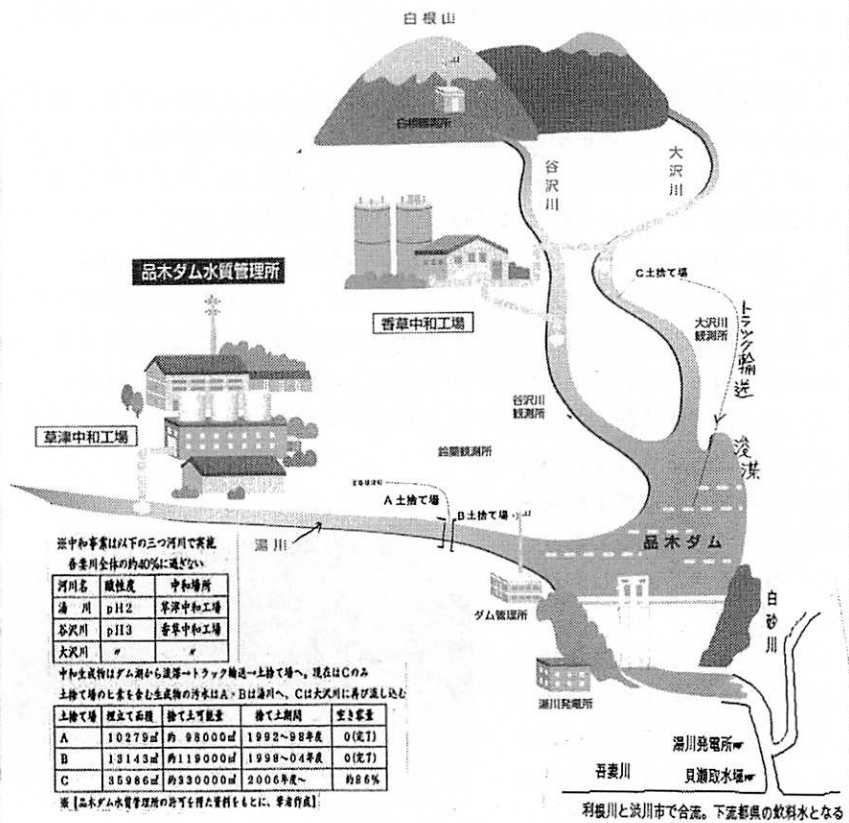 白根山
白根観測所
谷沢川
大沢川
品木ダム水質管理所
C土捨て場
トラック輸送
大沢川
観測所
香草中和工場
浚渫
谷沢川
観測所
草津中和工場
A土捨て場
B土捨て場
湯川
品木ダム
ダム管理所
白砂川
湯川発電所
※中和事業は以下の三つ河川で実施
吾妻川全体の約40%に過ぎない
河川名 酸性度 中和場所
湯 川 pH2 草津中和工場
谷沢川 pH3 香草中和工場
大沢川 〃 〃
中和生成物はダム湖から浚渫→トラック輸送→土捨て場へ。現在はCのみ
土捨て場のヒ素を含む生成物の汚水はA・Bは湯川へ、Cは大沢川に再び流し込む
土捨て場 埋立て面積 捨て土可能量 捨て土期間 空き容量
A 10279㎡ 約 98000㎥ 1992~98年度 0(完了)
B 13143㎡ 約119000㎥ 1998~04年度 0(完了)
C 35986㎡ 約330000㎥ 2006年度~ 約86%
※［品木ダム水質管理所の許可を得た資料をもとに、筆者作成］
湯川発電所
吾妻川
貝瀬取水堰
利根川と渋川市で合流。下流都県の飲料水となる